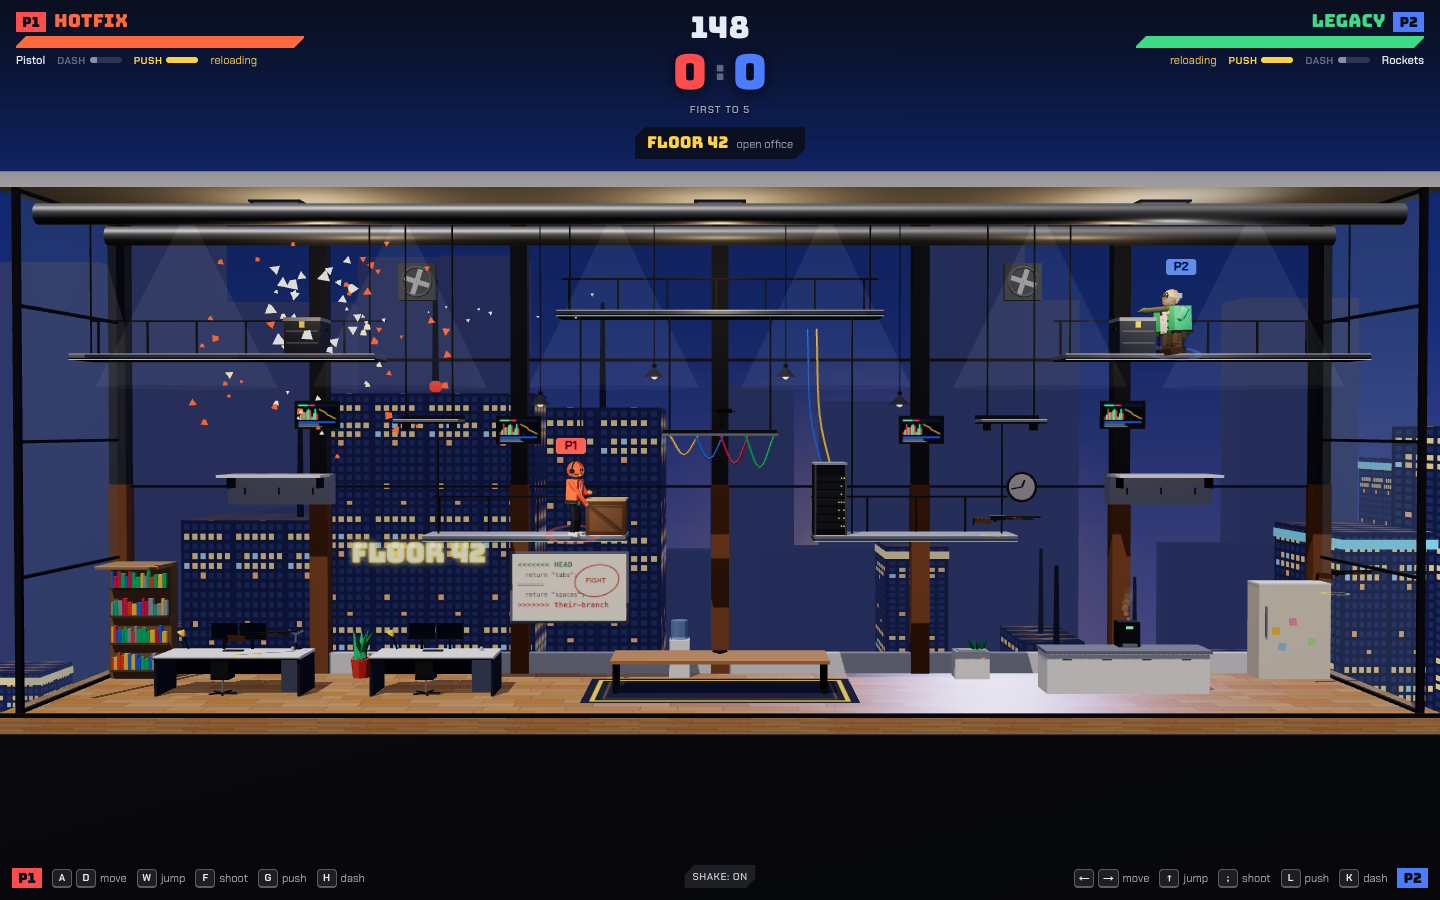 P1 HOTFIX
Pistol DASH PUSH reloading
148
0 : 0
FIRST TO 5
FLOOR 42 open office
LEGACY P2
reloading PUSH DASH Rockets
P2
P1
FLOOR 42
<<<<<<< HEAD
return "tabs"
=======
return "spaces"
>>>>>>> their-branch
FIGHT
P1 A D move W jump F shoot G push H dash
SHAKE: ON
← → move ↑ jump ; shoot L push K dash P2